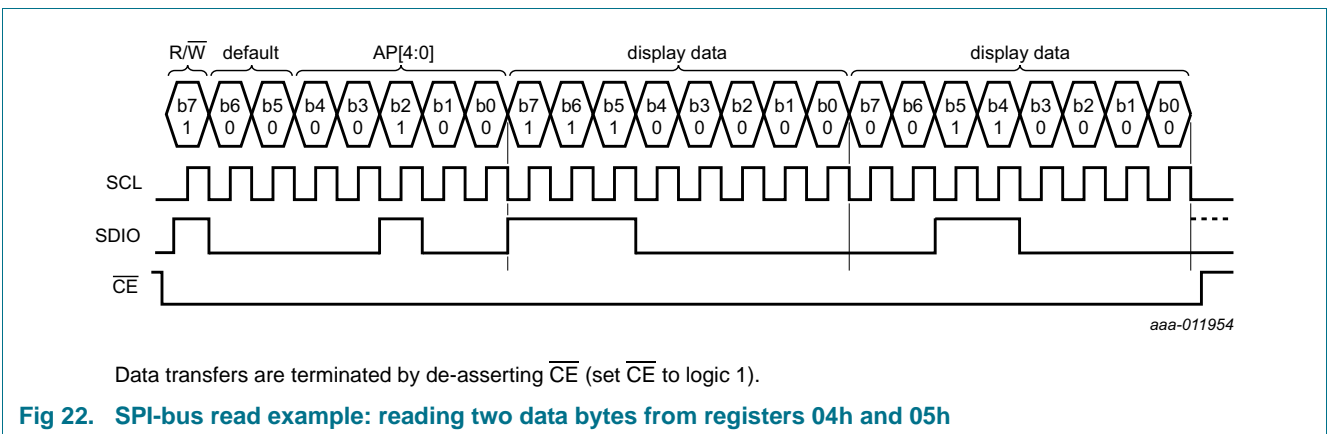 R/W default AP[4:0] display data display data
b7 b6 b5 b4 b3 b2 b1 b0 b7 b6 b5 b4 b3 b2 b1 b0 b7 b6 b5 b4 b3 b2 b1 b0
1 0 0 0 0 1 0 0 1 1 1 0 0 0 0 0 0 0 1 1 0 0 0 0
SCL
SDIO
CE
aaa-011954
Data transfers are terminated by de-asserting CE (set CE to logic 1).
Fig 22. SPI-bus read example: reading two data bytes from registers 04h and 05h